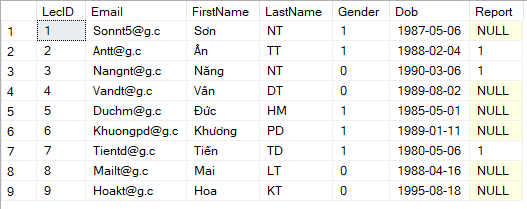 LecID Email FirstName LastName Gender Dob Report
1 1 Sonnt5@g.c Sơn NT 1 1987-05-06 NULL
2 2 Antt@g.c Ân TT 1 1988-02-04 1
3 3 Nangnt@g.c Năng NT 0 1990-03-06 1
4 4 Vandt@g.c Vân DT 0 1989-08-02 NULL
5 5 Duchm@g.c Đức HM 1 1985-05-01 NULL
6 6 Khuongpd@g.c Khương PD 1 1989-01-11 NULL
7 7 Tientd@g.c Tiến TD 1 1980-05-06 1
8 8 Mailt@g.c Mai LT 0 1988-04-16 NULL
9 9 Hoakt@g.c Hoa KT 0 1995-08-18 NULL